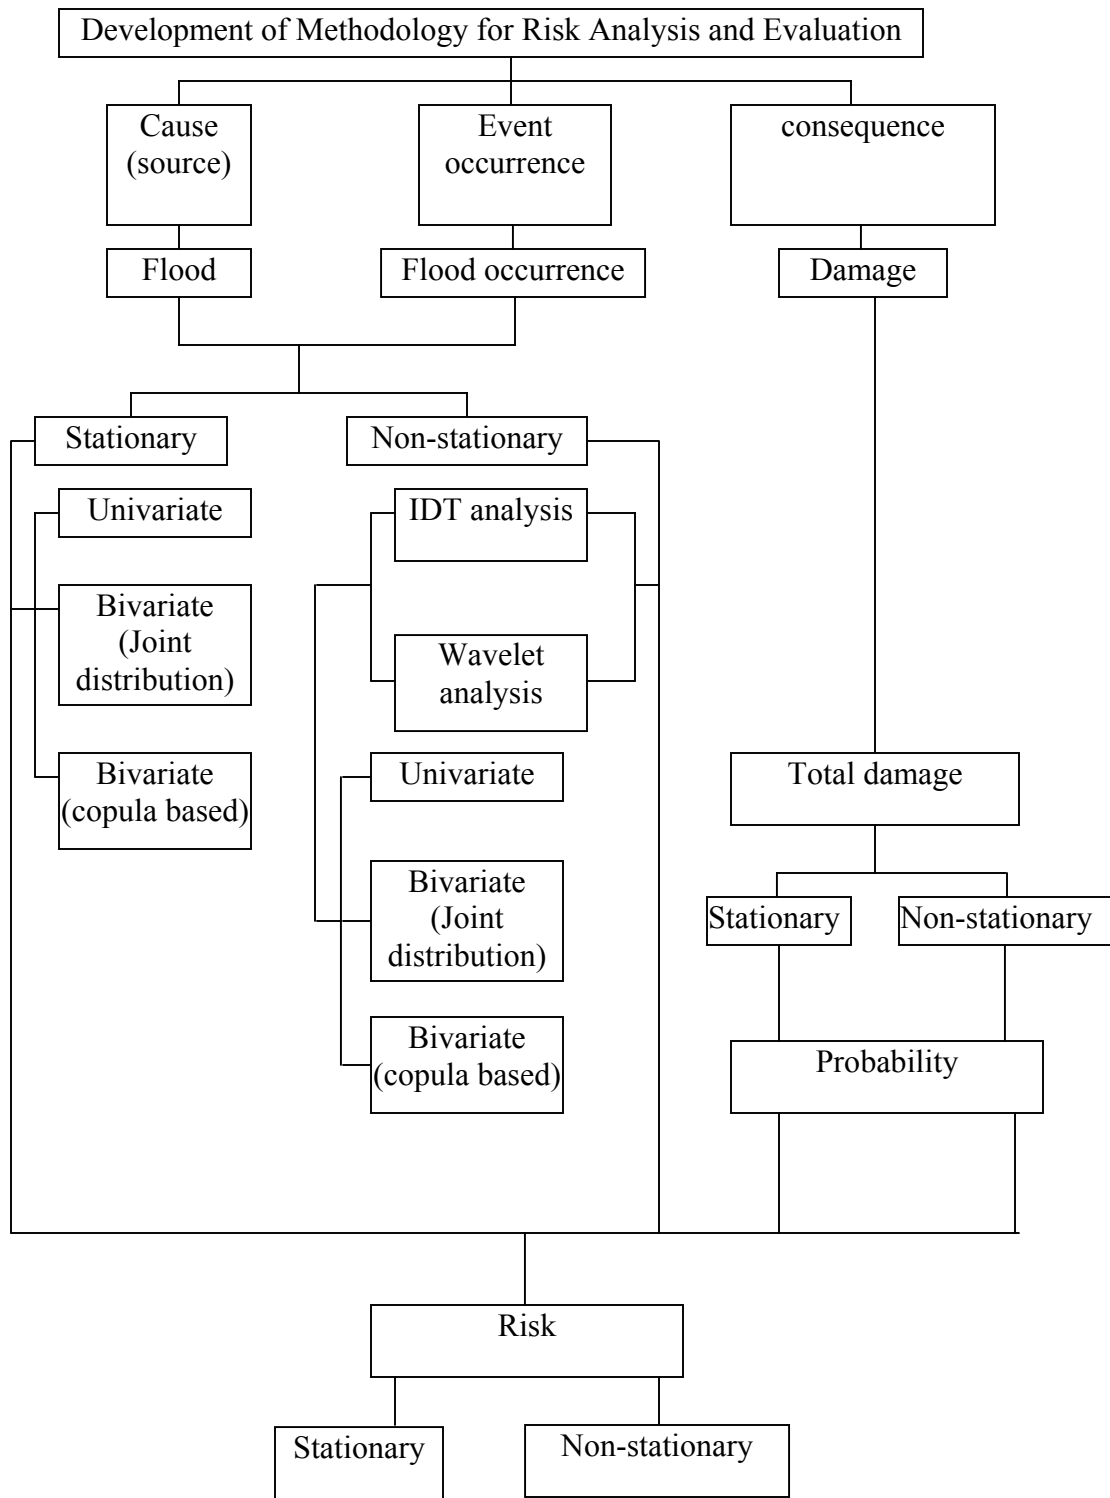 Development of Methodology for Risk Analysis and Evaluation
Cause
(source)
Event
occurrence
consequence
Flood
Flood occurrence
Damage
Stationary
Non-stationary
Univariate
Bivariate
(Joint
distribution)
Bivariate
(copula based)
IDT analysis
Wavelet
analysis
Univariate
Bivariate
(Joint
distribution)
Bivariate
(copula based)
Total damage
Stationary
Non-stationary
Probability
Risk
Stationary
Non-stationary